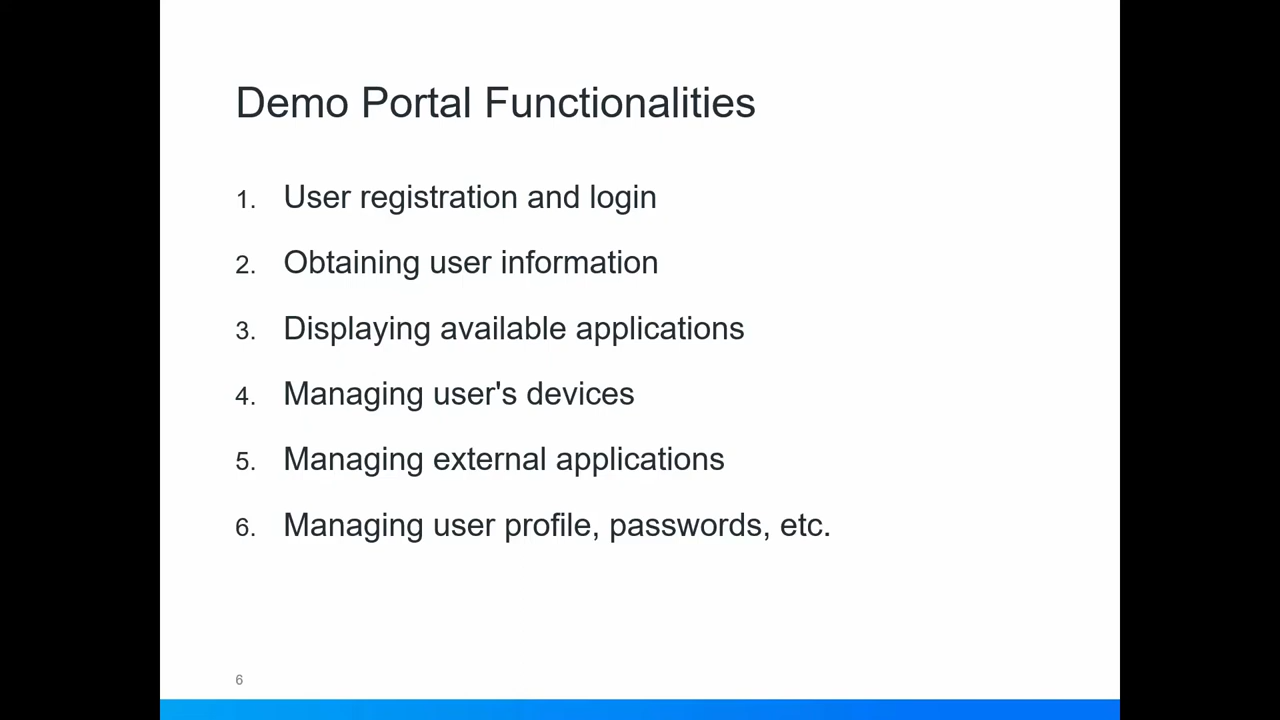 Demo Portal Functionalities
1. User registration and login
2. Obtaining user information
3. Displaying available applications
4. Managing user's devices
5. Managing external applications
6. Managing user profile, passwords, etc.
6